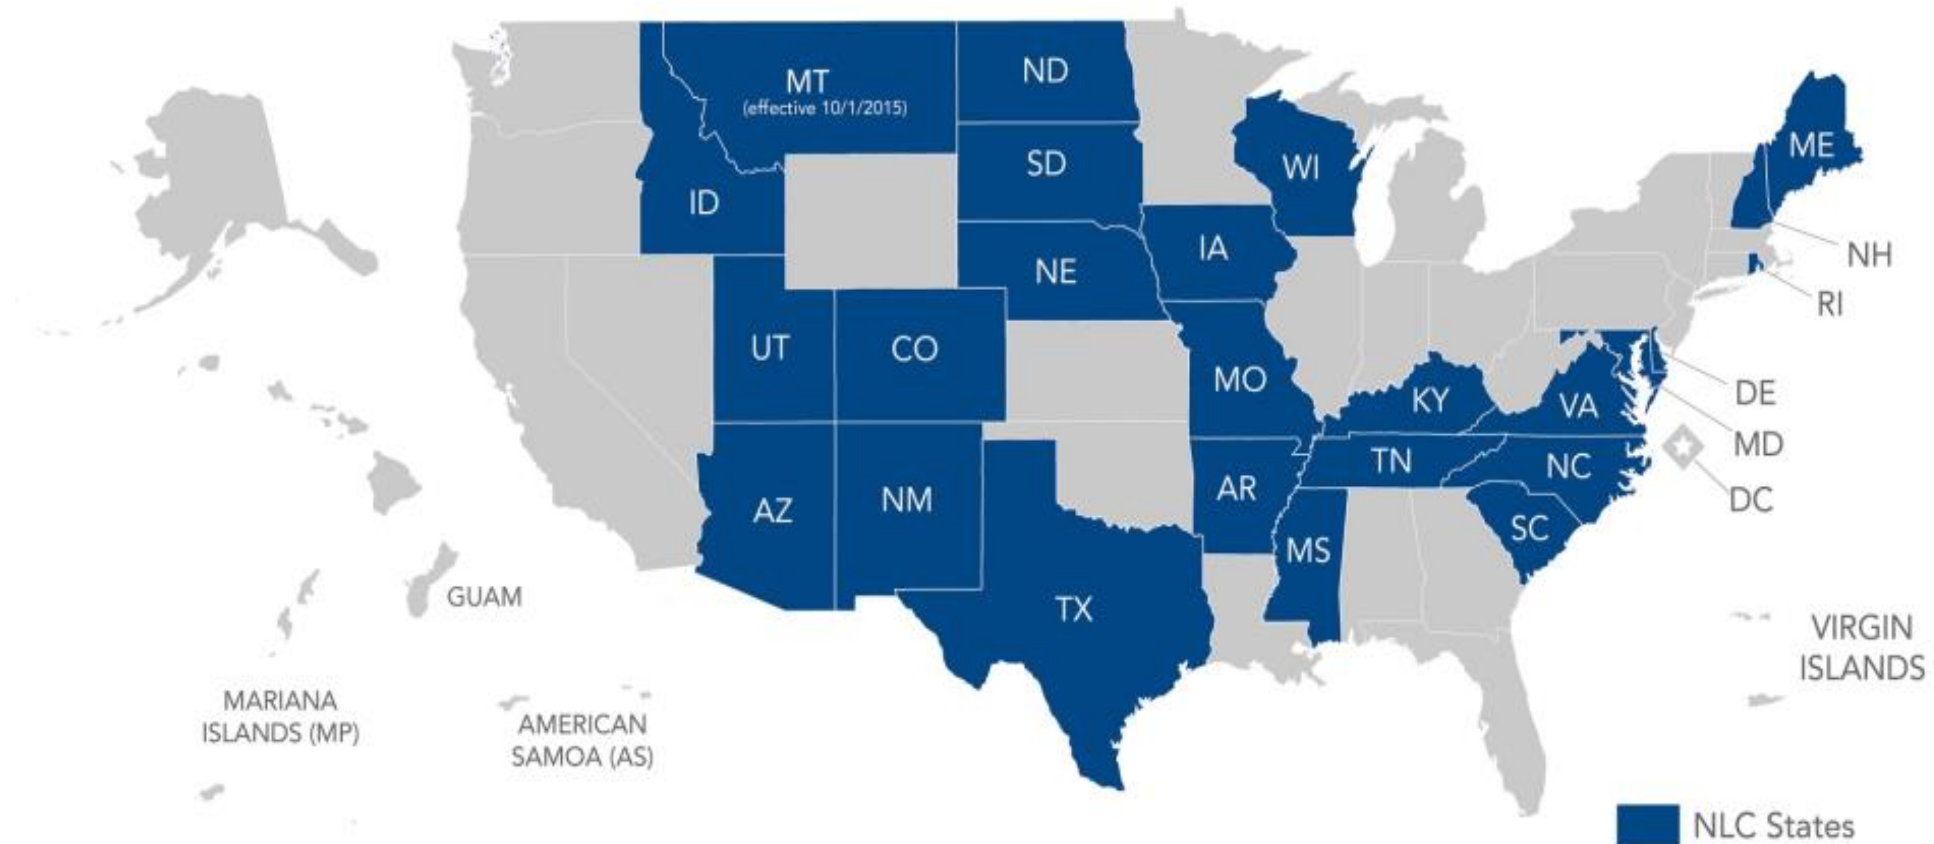 MT
(effective 10/1/2015)
ND
ME
SD
WI
ID
IA
NH
NE
RI
UT
CO
MO
KY
VA
DE
MD
TN
NC
AR
AZ
NM
DC
SC
MS
TX
GUAM
VIRGIN
ISLANDS
MARIANA
ISLANDS (MP)
AMERICAN
SAMOA (AS)
NLC States